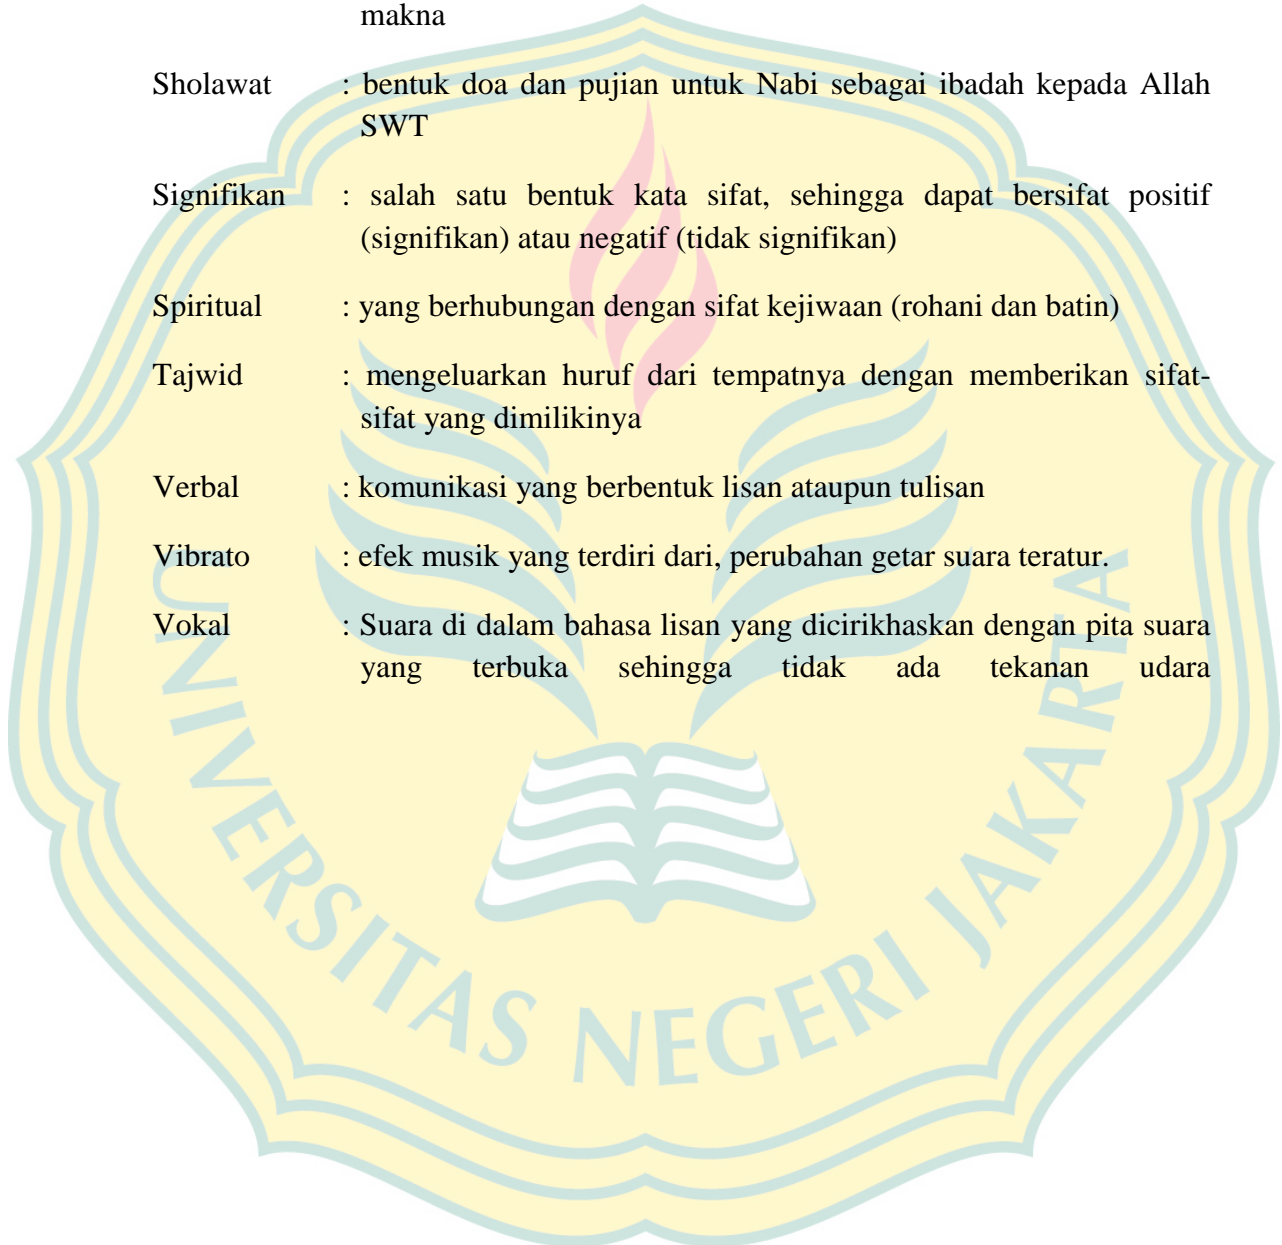 makna
Sholawat : bentuk doa dan pujian untuk Nabi sebagai ibadah kepada Allah
SWT
Signifikan : salah satu bentuk kata sifat, sehingga dapat bersifat positif
(signifikan) atau negatif (tidak signifikan)
Spiritual : yang berhubungan dengan sifat kejiwaan (rohani dan batin)
Tajwid : mengeluarkan huruf dari tempatnya dengan memberikan sifat-
sifat yang dimilikinya
Verbal : komunikasi yang berbentuk lisan ataupun tulisan
Vibrato : efek musik yang terdiri dari, perubahan getar suara teratur.
Vokal : Suara di dalam bahasa lisan yang dicirikhaskan dengan pita suara
yang terbuka sehingga tidak ada tekanan udara
UNIVERSITAS NEGERI JAKARTA